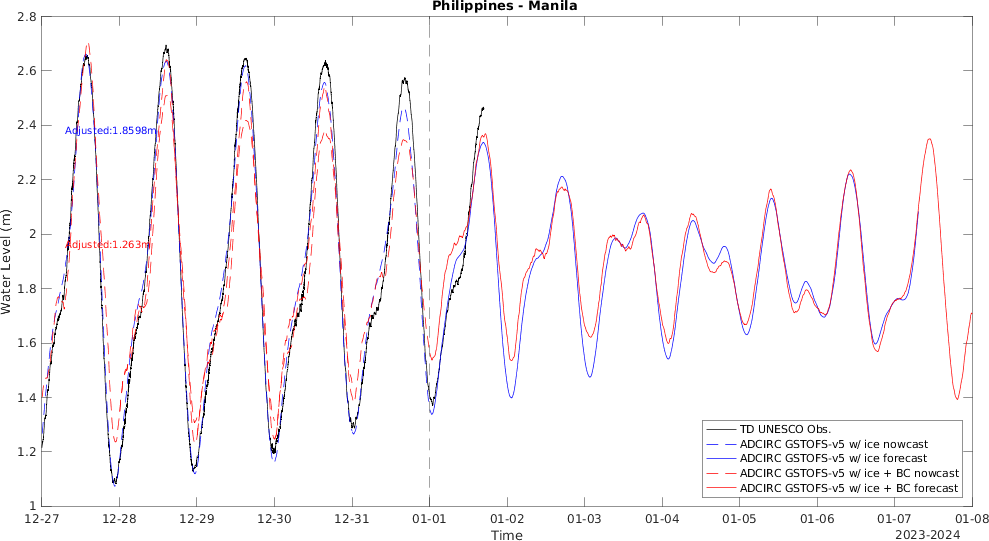 Philippines - Manila
2.8
2.6
2.4
2.2
2
1.8
1.6
1.4
1.2
1
Water Level (m)
Adjusted:1.8598m
Adjusted:1.263m
TD UNESCO Obs.
ADCIRC GSTOFS-v5 w/ ice nowcast
ADCIRC GSTOFS-v5 w/ ice forecast
ADCIRC GSTOFS-v5 w/ ice + BC nowcast
ADCIRC GSTOFS-v5 w/ ice + BC forecast
12-27 12-28 12-29 12-30 12-31 01-01 01-02 01-03 01-04 01-05 01-06 01-07 01-08
Time
2023-2024